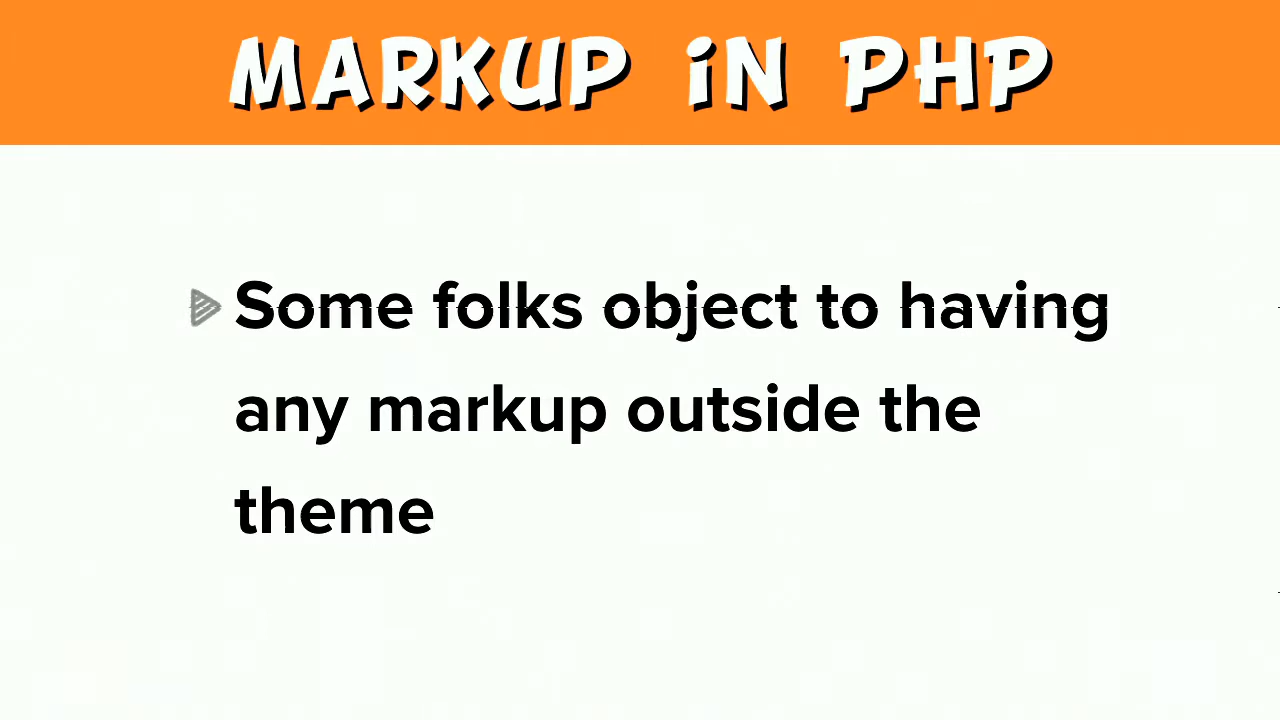 MARKUP iN PHP
Some folks object to having
any markup outside the
theme